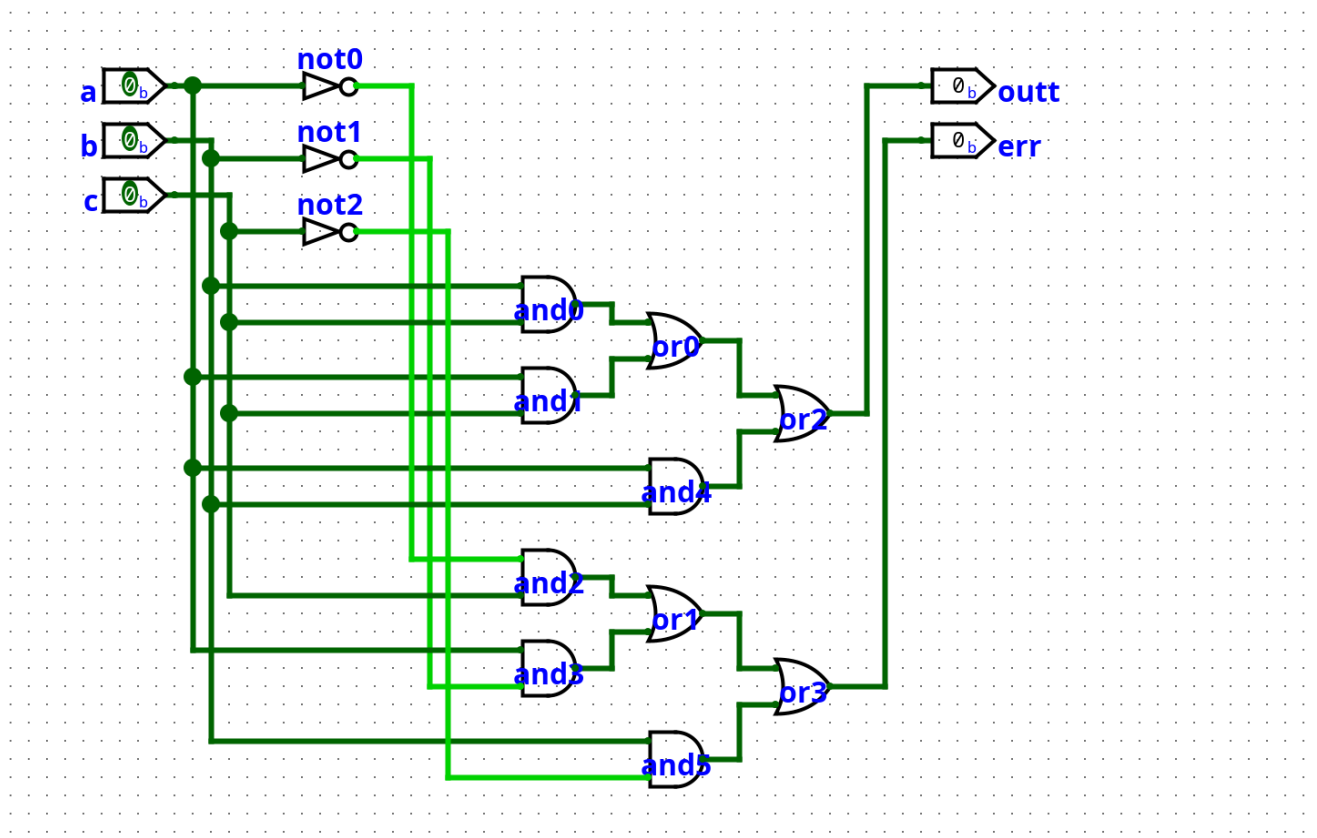 not0
a 0b
outt 0b
not1
b 0b
err 0b
not2
c 0b
and0
or0
and1
or2
and4
and2
or1
and3
or3
and5